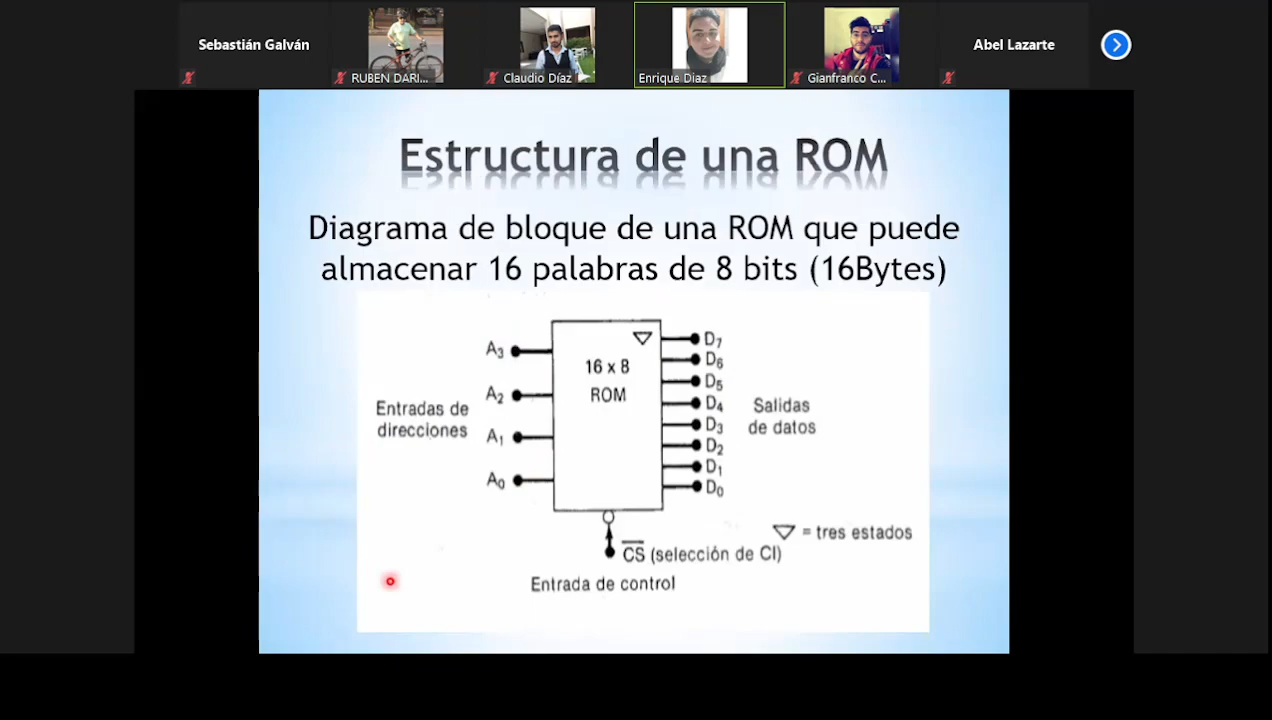 Sebastián Galván
RUBEN DARI...
Claudio Díaz
Enrique Diaz
Gianfranco C...
Abel Lazarte
Estructura de una ROM
Diagrama de bloque de una ROM que puede
almacenar 16 palabras de 8 bits (16Bytes)
A3
A2
A1
A0
Entradas de
direcciones
16 x 8
ROM
D7
D6
D5
D4
D3
D2
D1
D0
Salidas
de datos
= tres estados
CS (selección de CI)
Entrada de control